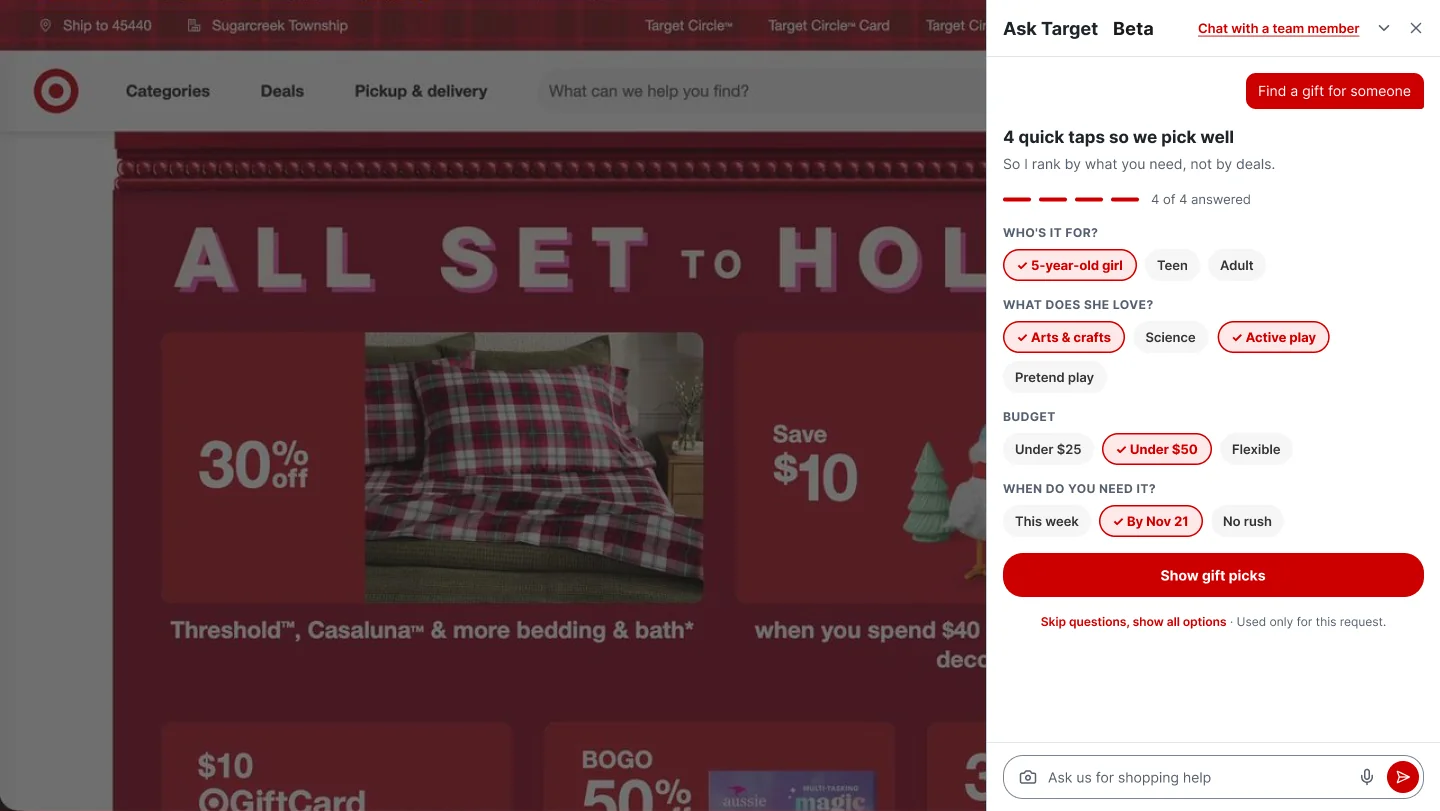 Ship to 45440
Sugarcreek Township
Target Circle™
Target Circle™ Card
Target Ci
Categories
Deals
Pickup & delivery
What can we help you find?
ALL SET TO HOL
30% off
Threshold™, Casaluna™ & more bedding & bath*
Save
$10
when you spend $40
deco
$10
GiftCard
BOGO
50% off
aussie
MULTI-TASKING
magic
3
Ask Target Beta
Chat with a team member
Find a gift for someone
4 quick taps so we pick well
So I rank by what you need, not by deals.
4 of 4 answered
WHO'S IT FOR?
5-year-old girl
Teen
Adult
WHAT DOES SHE LOVE?
Arts & crafts
Science
Active play
Pretend play
BUDGET
Under $25
Under $50
Flexible
WHEN DO YOU NEED IT?
This week
By Nov 21
No rush
Show gift picks
Skip questions, show all options · Used only for this request.
Ask us for shopping help